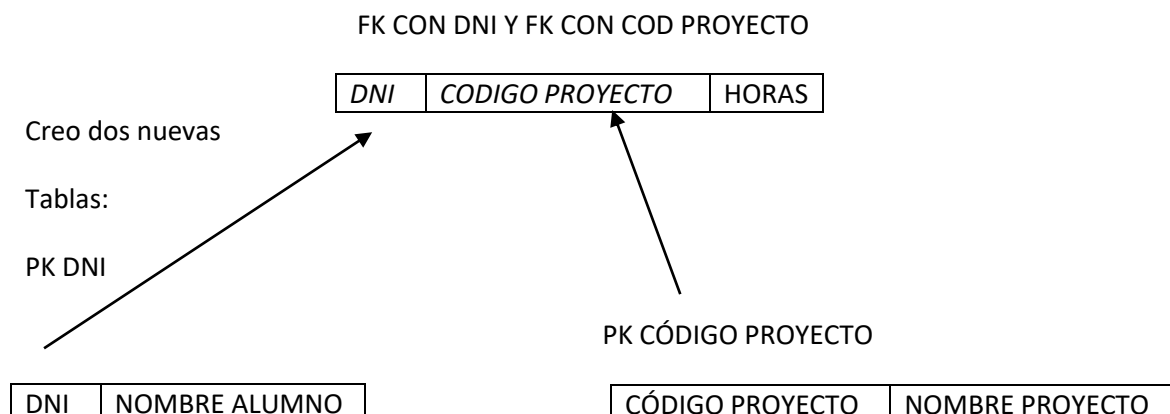 FK CON DNI Y FK CON COD PROYECTO
DNI CODIGO PROYECTO HORAS
Creo dos nuevas
Tablas:
PK DNI
PK CÓDIGO PROYECTO
DNI NOMBRE ALUMNO
CÓDIGO PROYECTO NOMBRE PROYECTO